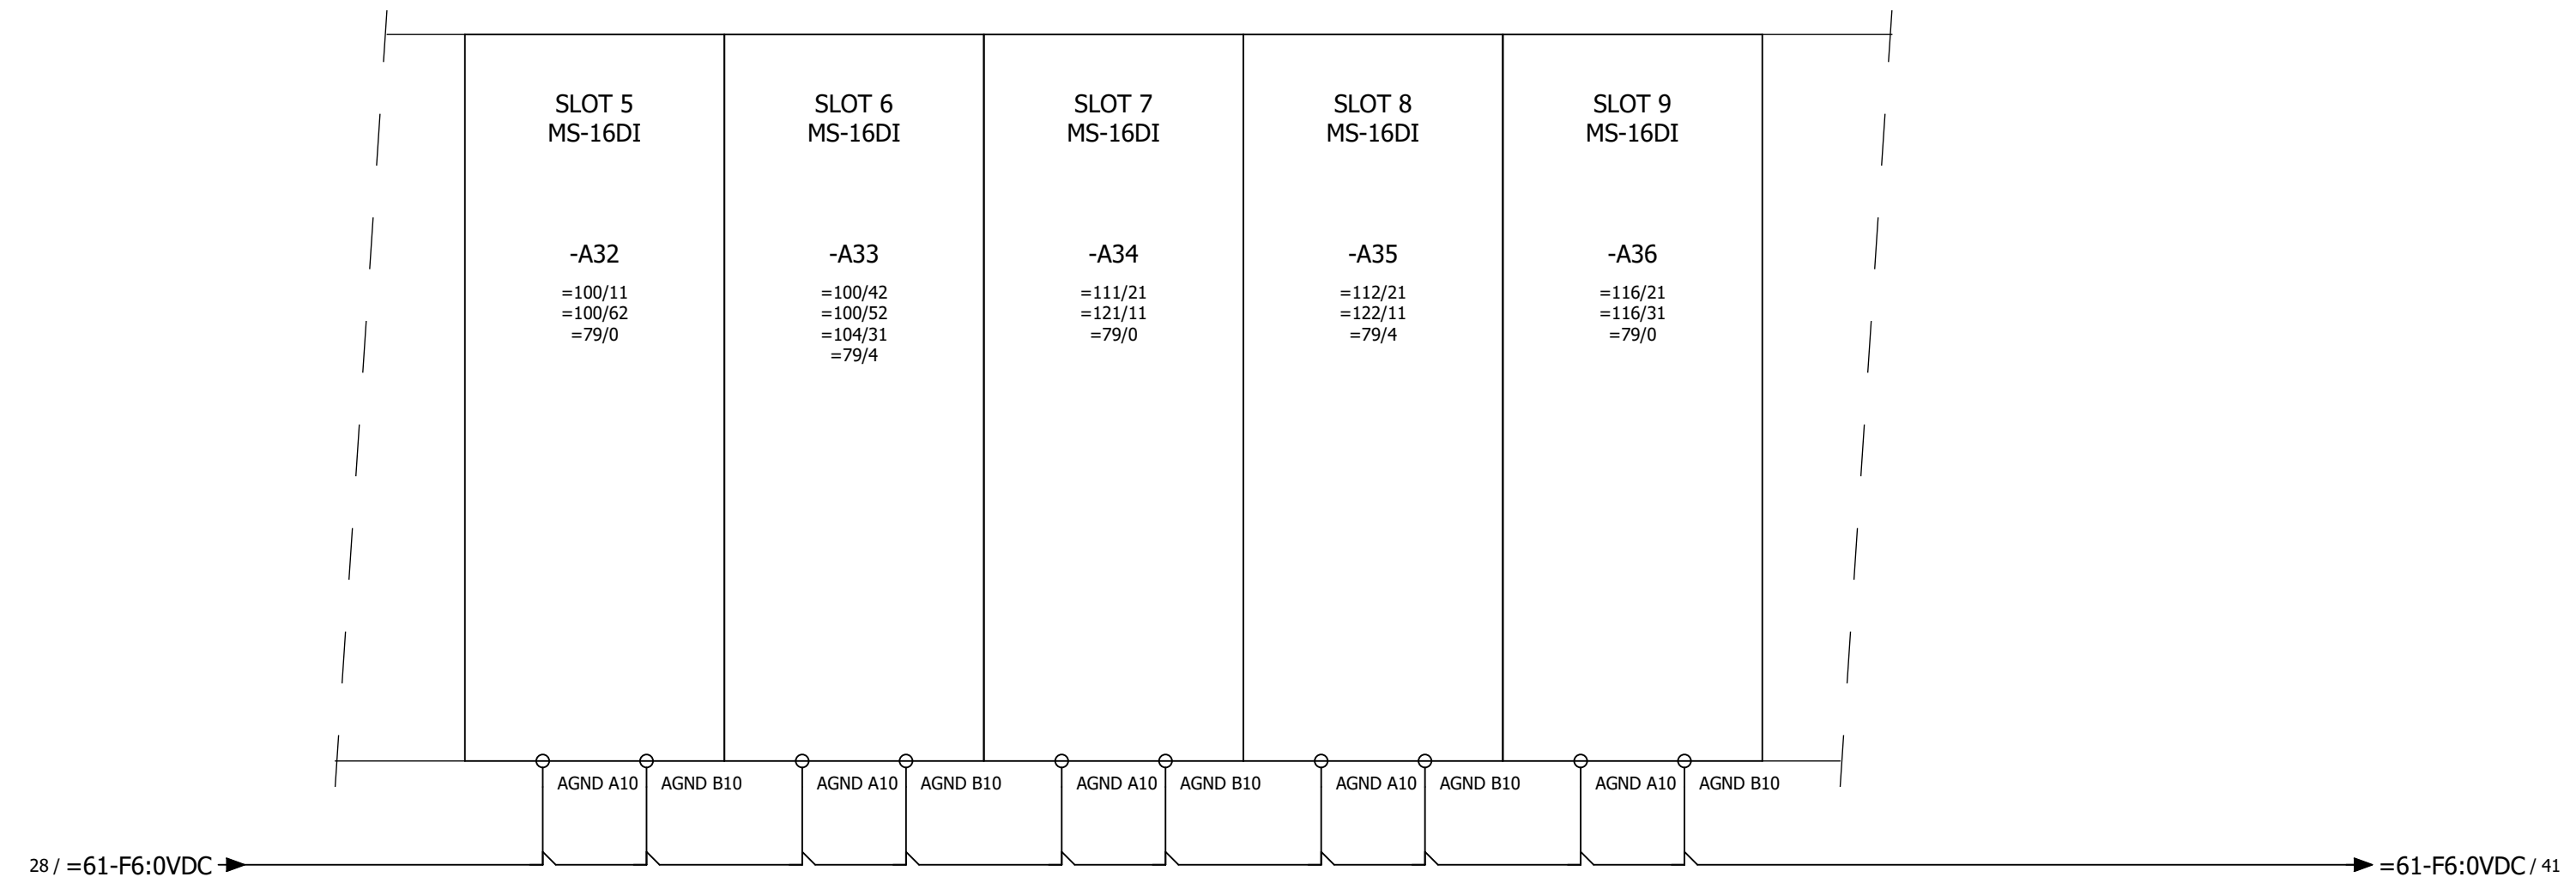 SLOT 5
MS-16DI
-A32
=100/11
=100/62
=79/0
SLOT 6
MS-16DI
-A33
=100/42
=100/52
=104/31
=79/4
SLOT 7
MS-16DI
-A34
=111/21
=121/11
=79/0
SLOT 8
MS-16DI
-A35
=112/21
=122/11
=79/4
SLOT 9
MS-16DI
-A36
=116/21
=116/31
=79/0
AGND A10
AGND B10
AGND A10
AGND B10
AGND A10
AGND B10
AGND A10
AGND B10
AGND A10
AGND B10
28 / =61-F6:0VDC
=61-F6:0VDC / 41